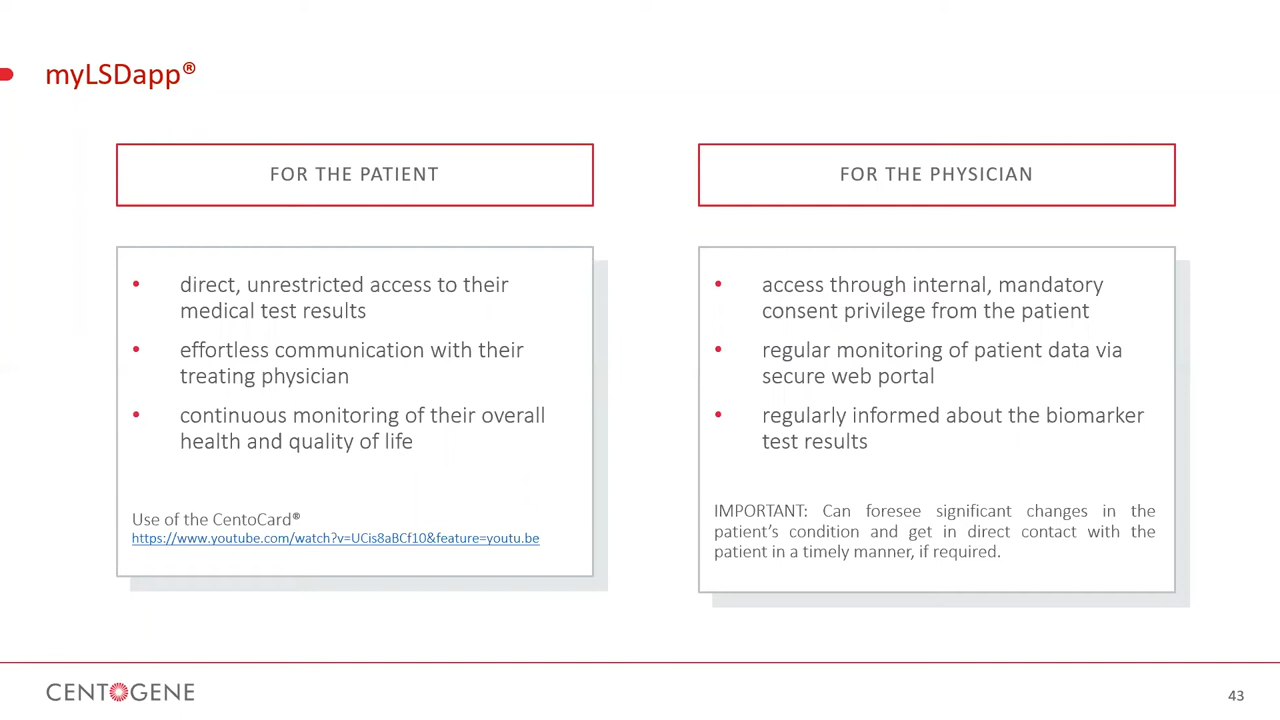 myLSDapp®
FOR THE PATIENT
• direct, unrestricted access to their
medical test results
• effortless communication with their
treating physician
• continuous monitoring of their overall
health and quality of life
Use of the CentoCard®
https://www.youtube.com/watch?v=UCis8aBCf10&feature=youtu.be
FOR THE PHYSICIAN
• access through internal, mandatory
consent privilege from the patient
• regular monitoring of patient data via
secure web portal
• regularly informed about the biomarker
test results
IMPORTANT: Can foresee significant changes in the
patient’s condition and get in direct contact with the
patient in a timely manner, if required.
CENTOGENE
43